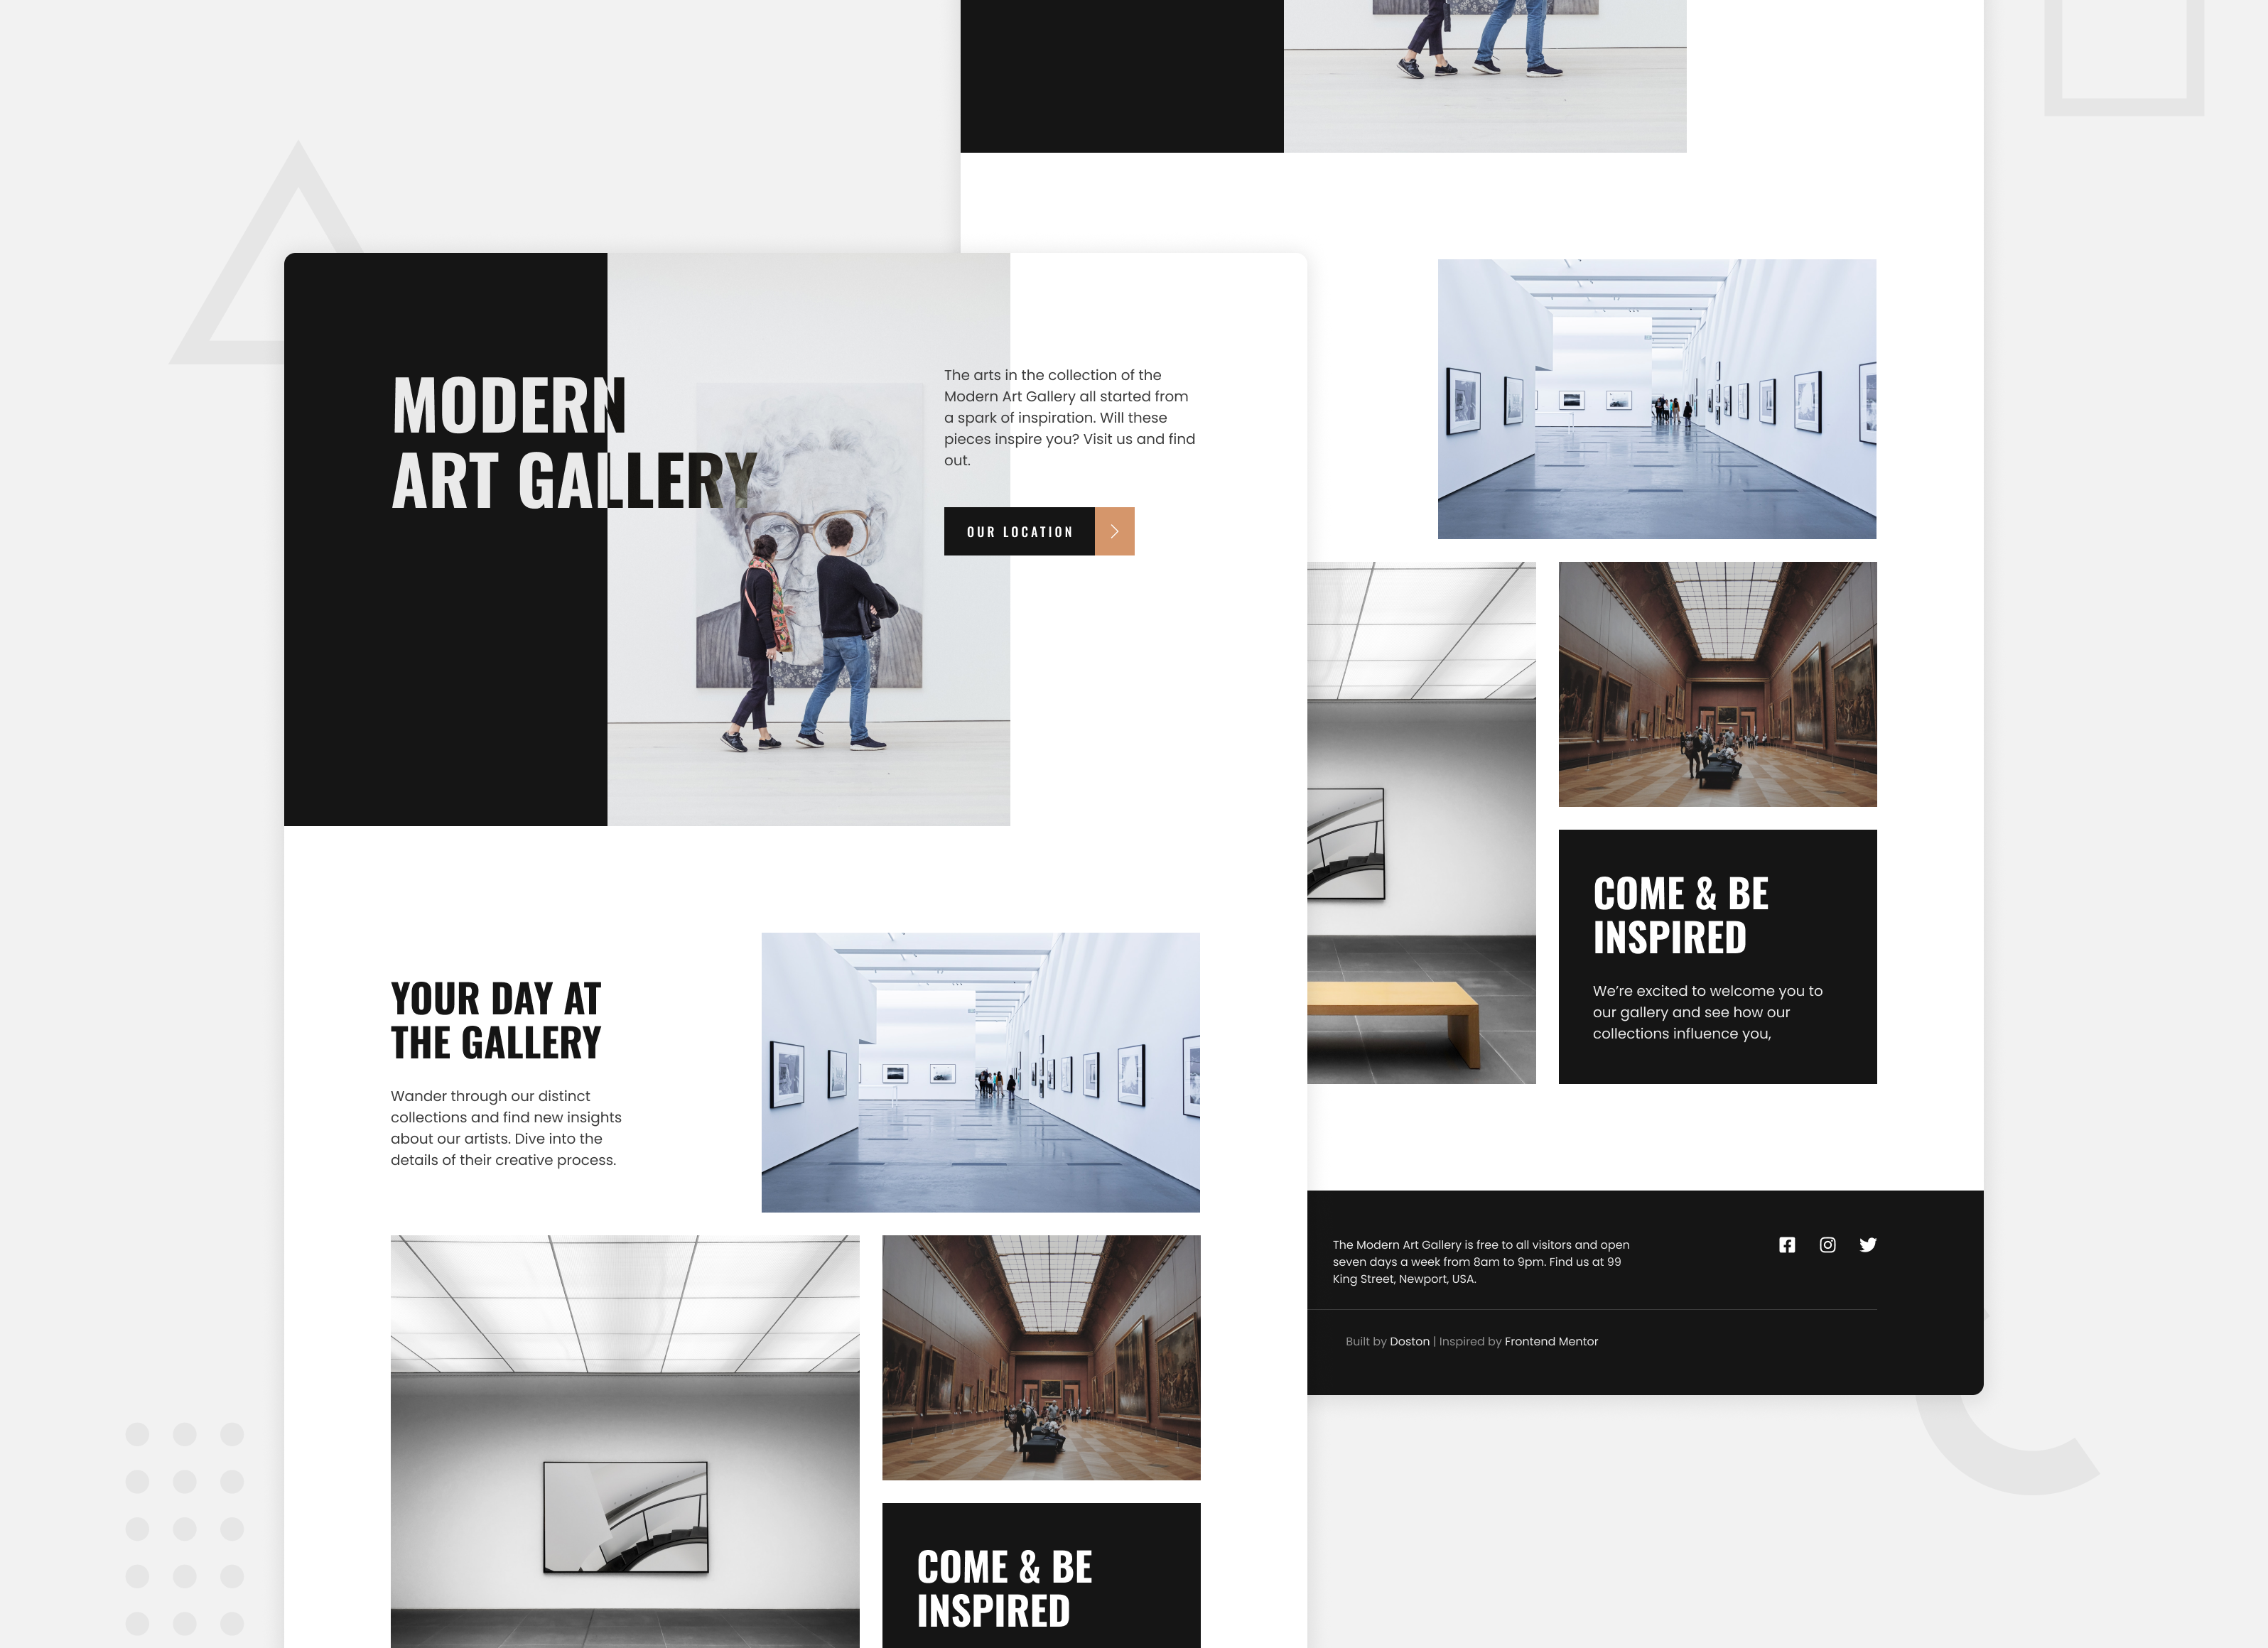 MODERN
ART GALLERY
The arts in the collection of the
Modern Art Gallery all started from
a spark of inspiration. Will these
pieces inspire you? Visit us and find
out.
OUR LOCATION
YOUR DAY AT
THE GALLERY
Wander through our distinct
collections and find new insights
about our artists. Dive into the
details of their creative process.
COME & BE
INSPIRED
COME & BE
INSPIRED
We’re excited to welcome you to
our gallery and see how our
collections influence you,
The Modern Art Gallery is free to all visitors and open
seven days a week from 8am to 9pm. Find us at 99
King Street, Newport, USA.
Built by Doston | Inspired by Frontend Mentor